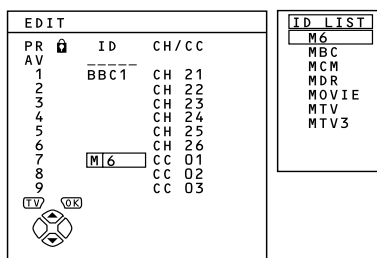 EDIT
PR ID CH/CC
AV _____
1 BBC1 CH 21
2 CH 22
3 CH 23
4 CH 24
5 CH 25
6 CH 26
7 M6 CC 01
8 CC 02
9 CC 03
TV OK
ID LIST
M6
MBC
MCM
MDR
MOVIE
MTV
MTV3